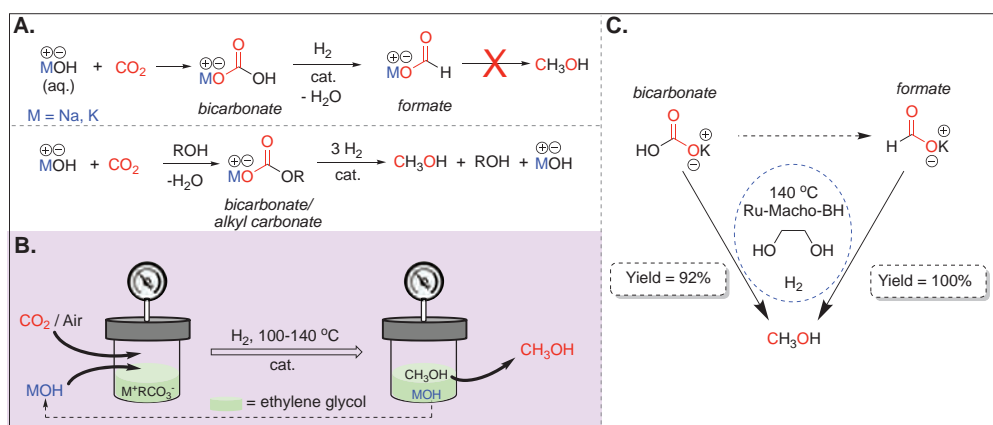 A.
⊕⊖
MOH + CO2
(aq.)
⊕⊖
MO O OH
bicarbonate
H2
cat.
- H2O
⊕⊖
MO O H
formate
X
CH3OH
M = Na, K
⊕⊖
MOH + CO2
ROH
-H2O
⊕⊖
MO O OR
bicarbonate/
alkyl carbonate
3 H2
cat.
⊕⊖
CH3OH + ROH + MOH
B.
CO2 / Air
MOH
M+RCO3-
H2, 100-140 oC
cat.
= ethylene glycol
CH3OH
MOH
CH3OH
C.
bicarbonate
O
HO OK
⊕
⊖
formate
O
H OK
⊕
⊖
140 oC
Ru-Macho-BH
HO OH
H2
Yield = 92%
Yield = 100%
CH3OH